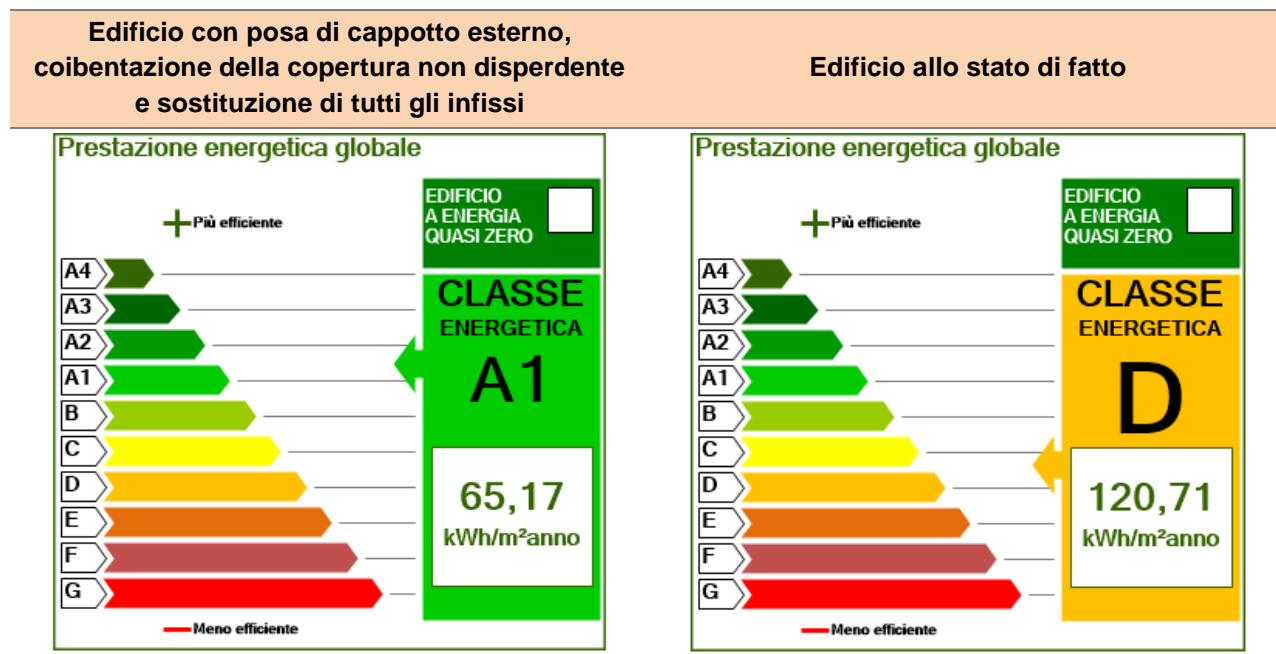 Edificio con posa di cappotto esterno,
coibentazione della copertura non disperdente
e sostituzione di tutti gli infissi
Edificio allo stato di fatto
Prestazione energetica globale
EDIFICIO
A ENERGIA
QUASI ZERO
Più efficiente
A4
A3
A2
A1
B
C
D
E
F
G
Meno efficiente
CLASSE
ENERGETICA
A1
65,17
kWh/m²anno
Prestazione energetica globale
EDIFICIO
A ENERGIA
QUASI ZERO
Più efficiente
A4
A3
A2
A1
B
C
D
E
F
G
Meno efficiente
CLASSE
ENERGETICA
D
120,71
kWh/m²anno